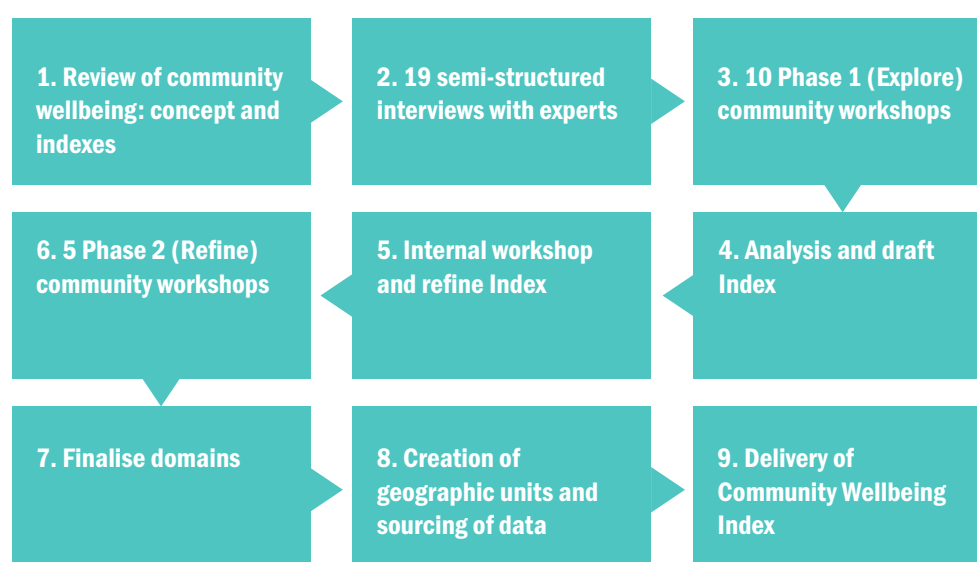 1. Review of community
wellbeing: concept and
indexes
2. 19 semi-structured
interviews with experts
3. 10 Phase 1 (Explore)
community workshops
4. Analysis and draft
Index
5. Internal workshop
and refine Index
6. 5 Phase 2 (Refine)
community workshops
7. Finalise domains
8. Creation of
geographic units and
sourcing of data
9. Delivery of
Community Wellbeing
Index